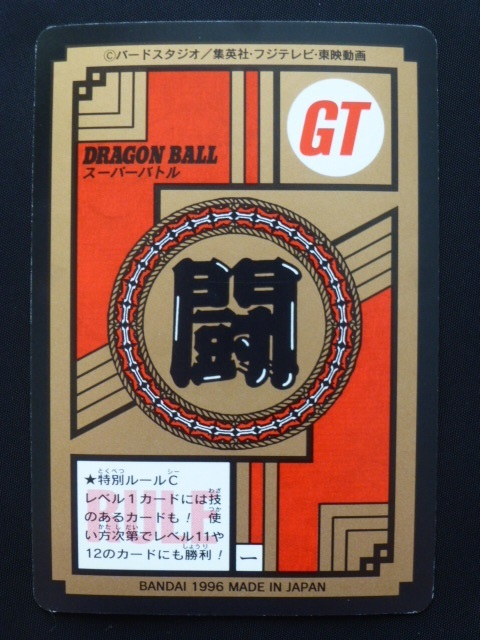 ©バードスタジオ／集英社・フジテレビ・東映動画
GT
DRAGON BALL
スーパーバトル
闘
★特別ルールC
レベル1カードには技
のあるカードも！ 使
い方次第でレベル11や
12のカードにも勝利！
一
BANDAI 1996 MADE IN JAPAN